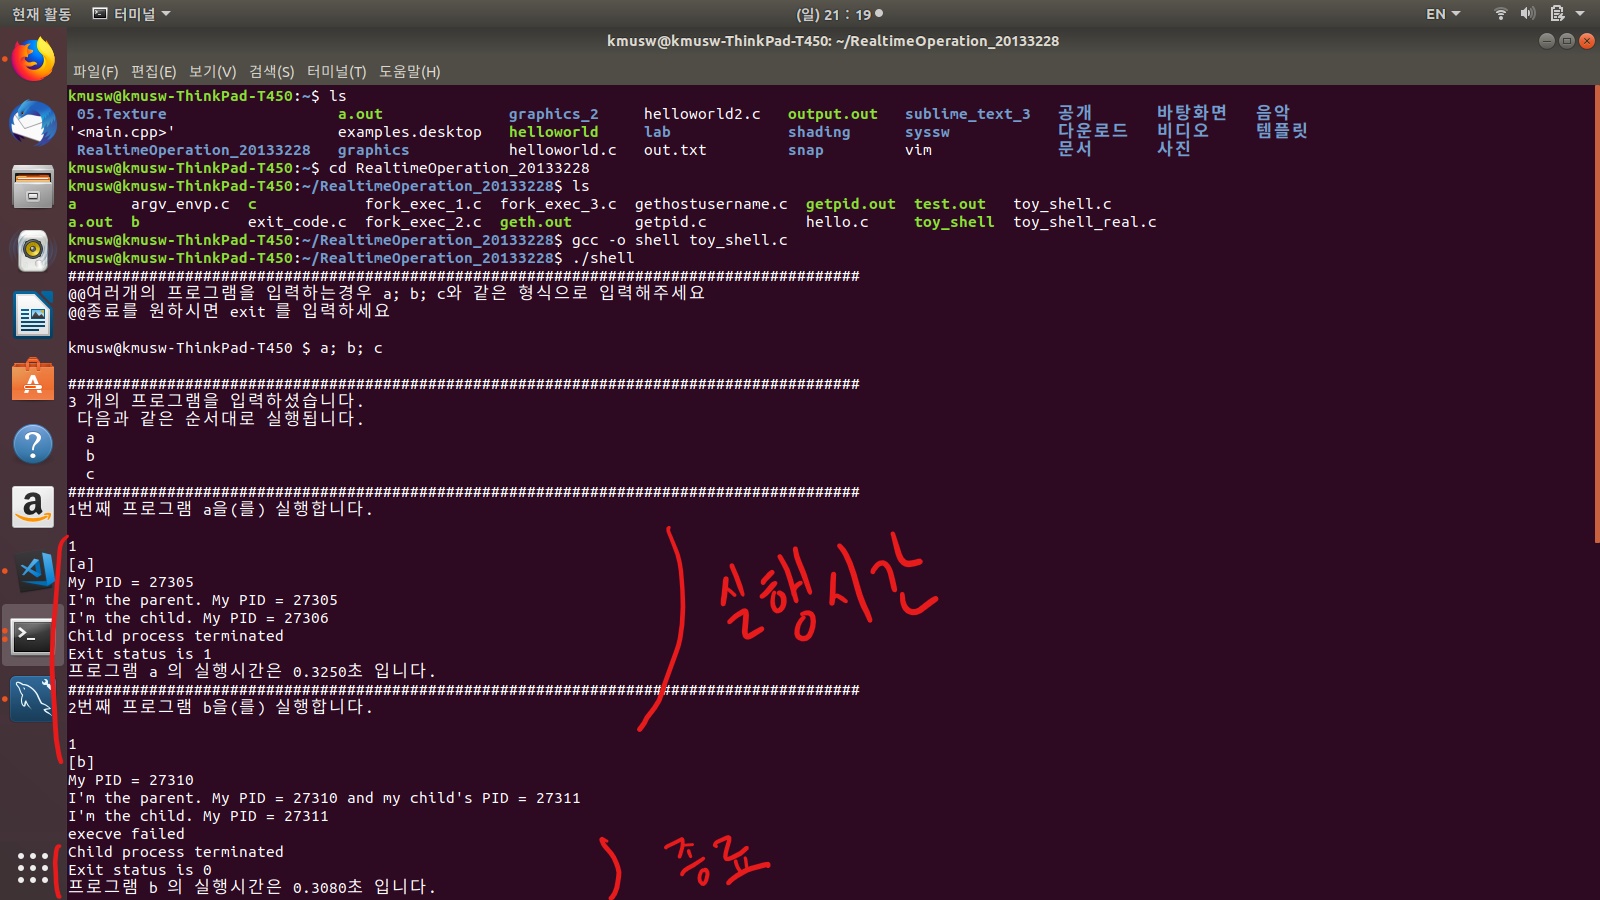 현재 활동 터미널 (일) 21 : 19 EN
kmusw@kmusw-ThinkPad-T450: ~/RealtimeOperation_20133228
파일(F) 편집(E) 보기(V) 검색(S) 터미널(T) 도움말(H)
kmusw@kmusw-ThinkPad-T450:~$ ls
05.Texture a.out graphics_2 helloworld2.c output.out sublime_text_3 공개 바탕화면 음악
'<main.cpp>' examples.desktop helloworld lab shading syssw 다운로드 비디오 템플릿
RealtimeOperation_20133228 graphics helloworld.c out.txt snap vim 문서 사진
kmusw@kmusw-ThinkPad-T450:~$ cd RealtimeOperation_20133228
kmusw@kmusw-ThinkPad-T450:~/RealtimeOperation_20133228$ ls
a argv_envp.c c fork_exec_1.c fork_exec_3.c gethostusername.c getpid.out test.out toy_shell.c
a.out b exit_code.c fork_exec_2.c geth.out getpid.c hello.c toy_shell toy_shell_real.c
kmusw@kmusw-ThinkPad-T450:~/RealtimeOperation_20133228$ gcc -o shell toy_shell.c
kmusw@kmusw-ThinkPad-T450:~/RealtimeOperation_20133228$ ./shell
########################################################################################
@@여러개의 프로그램을 입력하는경우 a; b; c와 같은 형식으로 입력해주세요
@@종료를 원하시면 exit 를 입력하세요
kmusw@kmusw-ThinkPad-T450 $ a; b; c
########################################################################################
3 개의 프로그램을 입력하셨습니다.
다음과 같은 순서대로 실행됩니다.
a
b
c
########################################################################################
1번째 프로그램 a을(를) 실행합니다.
1
[a]
My PID = 27305
I'm the parent. My PID = 27305
I'm the child. My PID = 27306
Child process terminated
Exit status is 1
프로그램 a 의 실행시간은 0.3250초 입니다.
실행시간
########################################################################################
2번째 프로그램 b을(를) 실행합니다.
1
[b]
My PID = 27310
I'm the parent. My PID = 27310 and my child's PID = 27311
I'm the child. My PID = 27311
execve failed
Child process terminated
Exit status is 0
프로그램 b 의 실행시간은 0.3080초 입니다.
종료